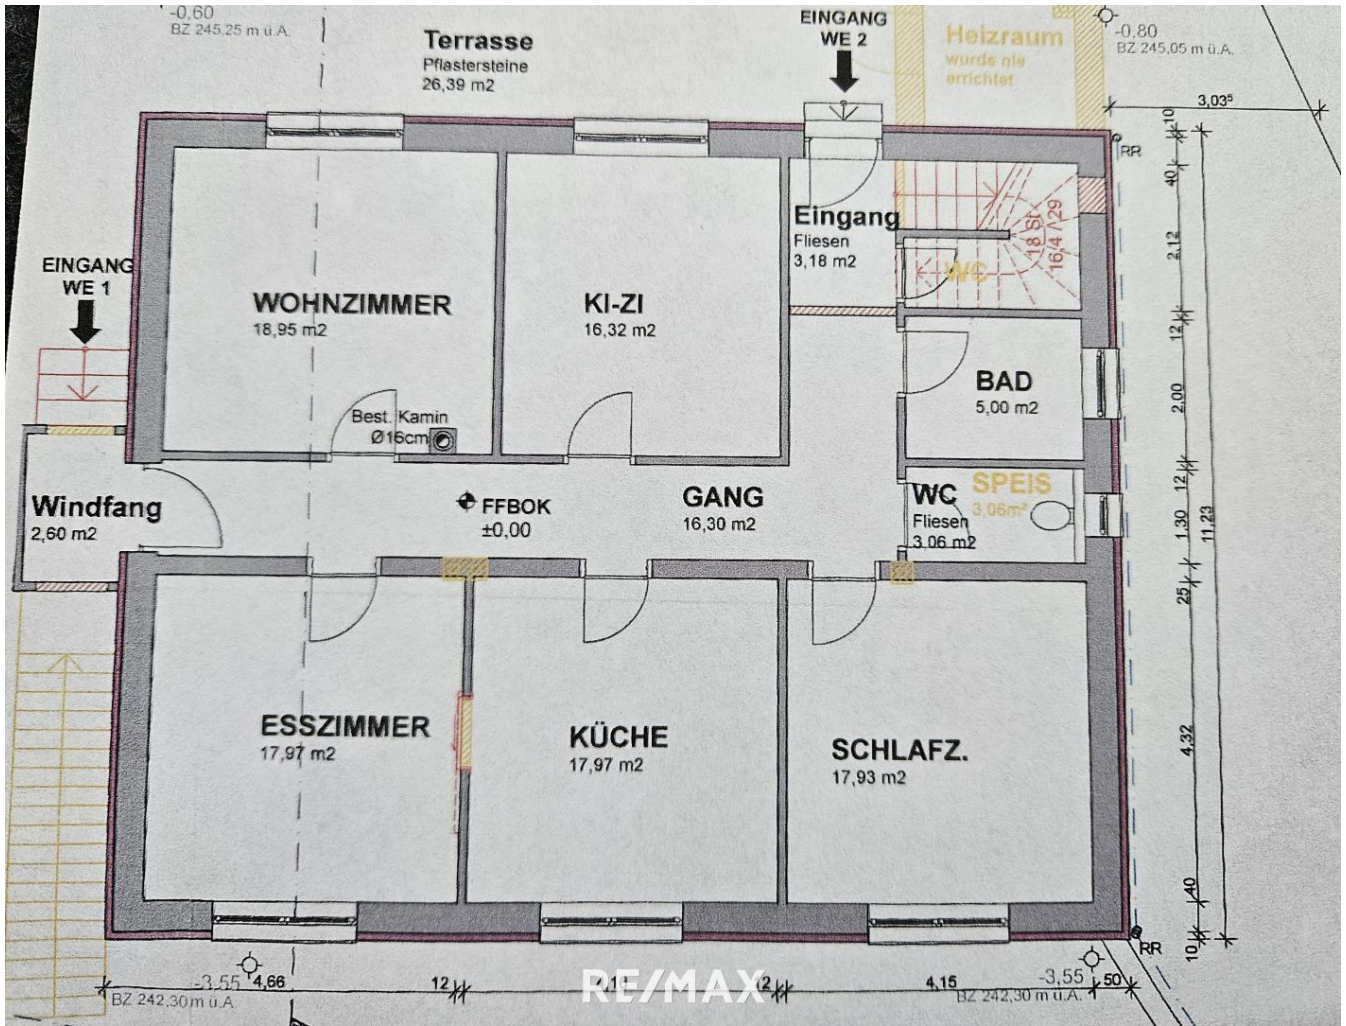 -0,60
BZ 245.25 m ü.A.
Terrasse
Pflastersteine
26,39 m2
EINGANG
WE 2
Heizraum
wurde nie
errichtet
-0,80
BZ 245,05 m ü.A.
3,03⁵
10
RR
40
EINGANG
WE 1
WOHNZIMMER
18,95 m2
KI-ZI
16,32 m2
Eingang
Fliesen
3,18 m2
WC
18 St
16,4 / 29
2,12
12
BAD
5,00 m2
2,00
Best. Kamin
Ø16cm
Windfang
2,60 m2
FFBOK
±0,00
GANG
16,30 m2
WC
Fliesen
3,06 m2
SPEIS
3,06m²
12
1,30
11,23
25
ESSZIMMER
17,97 m2
KÜCHE
17,97 m2
SCHLAFZ.
17,93 m2
4,32
40
10
RR
-3,55
BZ 242,30 m ü.A.
4,66
12
RE/MAX
4,15
-3,55
BZ 242,30 m ü.A.
50